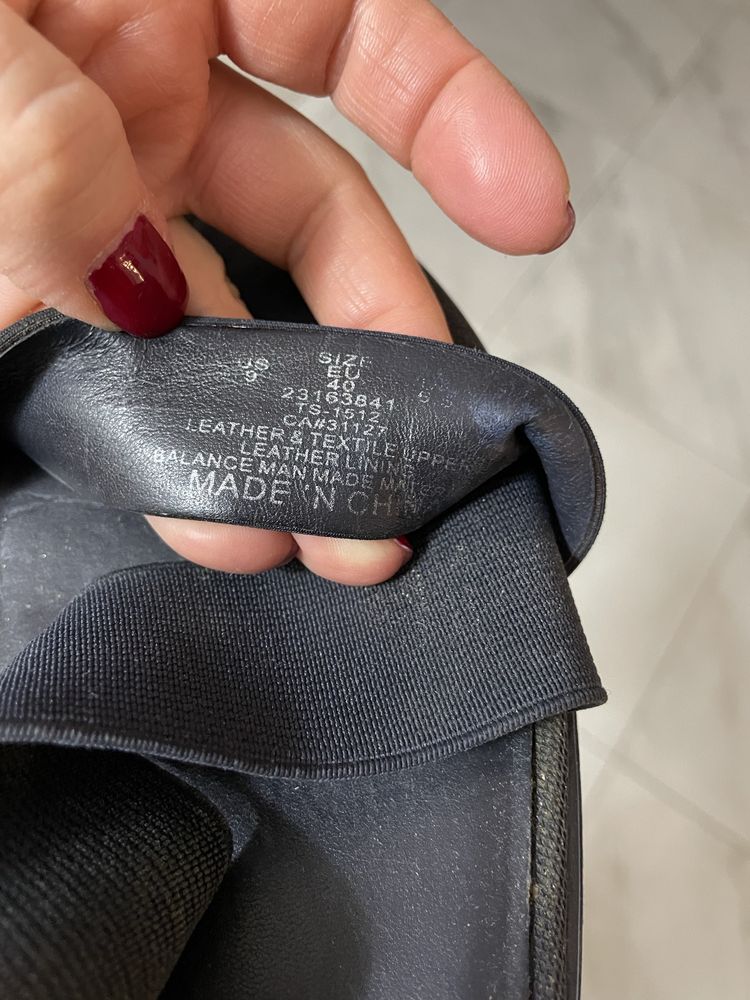 SIZE
US EU
9 40
23163841
TS-1512
CA#31127
LEATHER & TEXTILE UPPER
LEATHER LINING
BALANCE MAN MADE
MADE IN CHINA